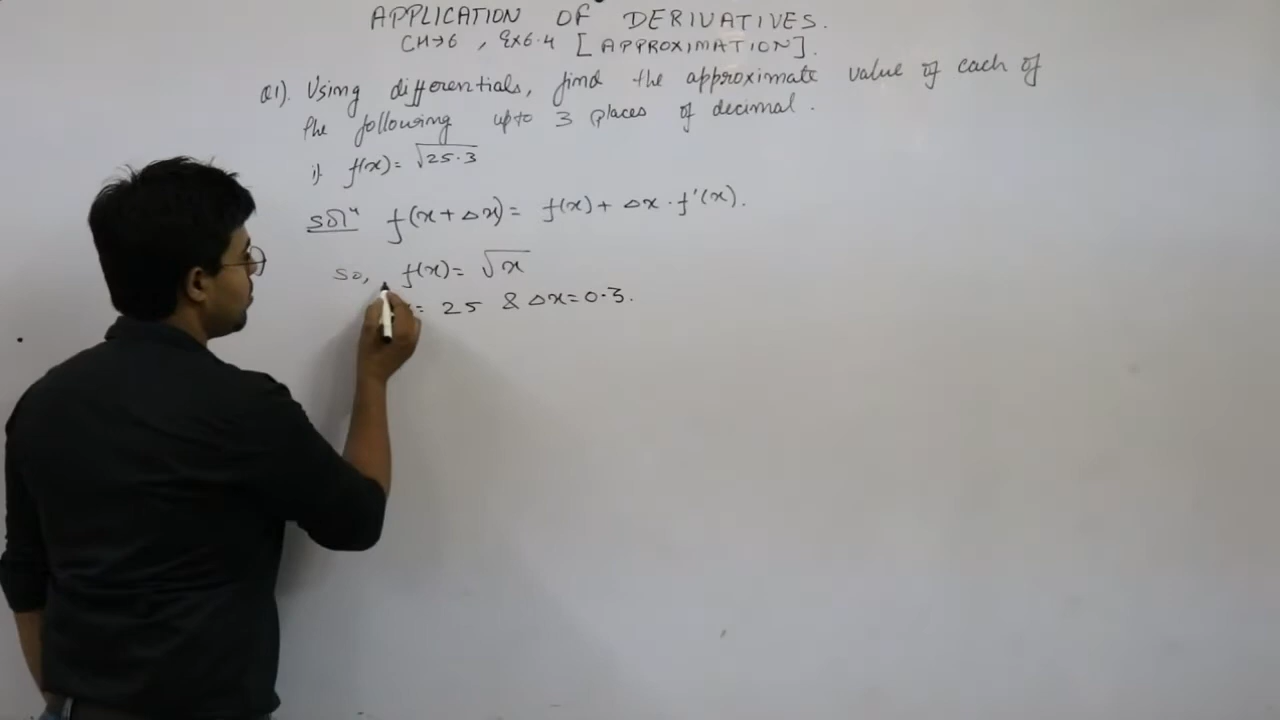 APPLICATION OF DERIVATIVES.
CH→6, Ex6.4 [APPROXIMATION].
Q1). Using differentials, find the approximate value of each of
the following upto 3 places of decimal.
i). f(x)= √25.3
Solⁿ f(x+Δx)= f(x)+ Δx·f'(x).
So, f(x)= √x
= 25 & Δx=0.3.